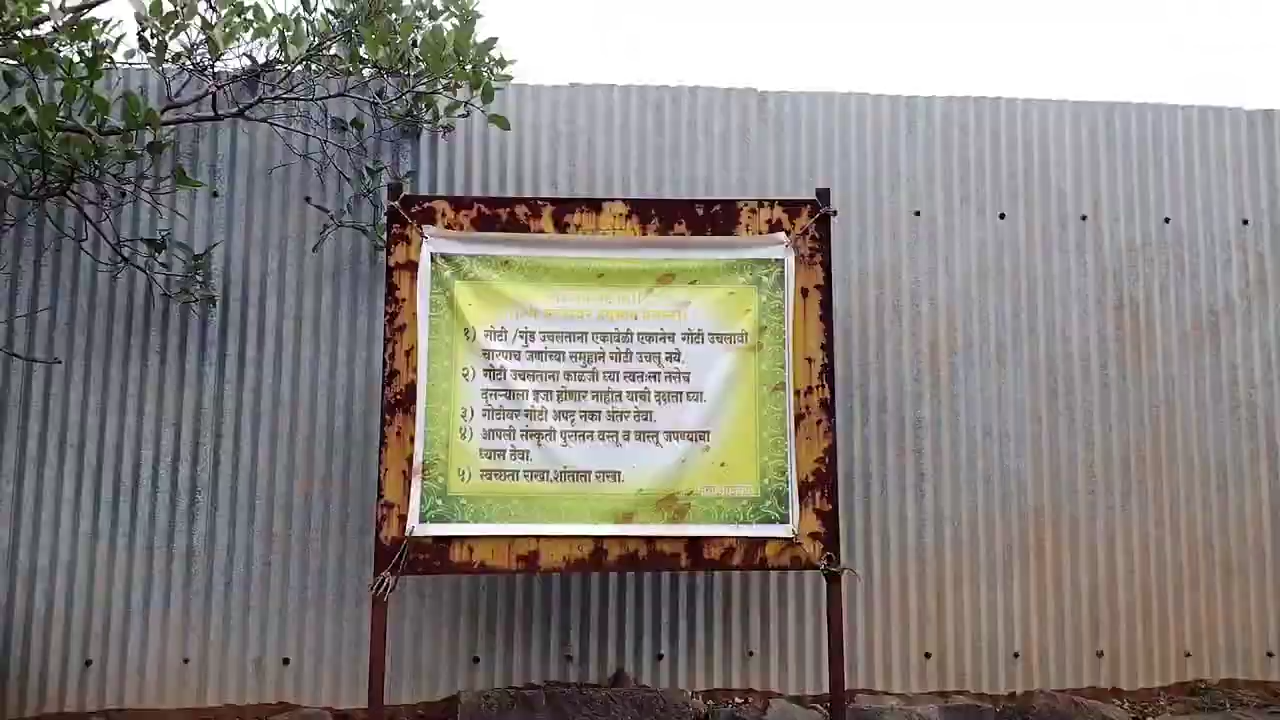 १) गोटी /गुंड उचलताना एकावेळी एकानेच गोटी उचलावी
चारपाच जणांच्या समुहाने गोटी उचलू नये.
२) गोटी उचलताना काळजी घ्या स्वतःला तसेच
दुसऱ्याला इजा होणार नाहीत याची दक्षता घ्या.
३) गोटीवर गोटी अपटू नका अंतर ठेवा.
४) आपली संस्कृती पुरातन वस्तू व वास्तू जपण्याचा
ध्यास ठेवा.
५) स्वच्छता राखा,शांतता राखा.